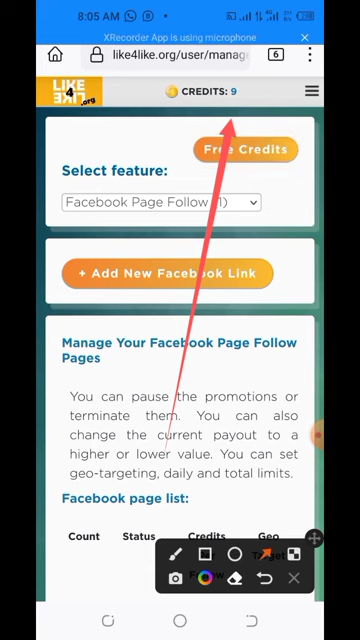 8:05 AM
XRecorder App is using microphone
like4like.org/user/manag
6
LIKE
4
LIKE
.org
CREDITS: 9
Free Credits
Select feature:
Facebook Page Follow (1)
+ Add New Facebook Link
Manage Your Facebook Page Follow
Pages
You can pause the promotions or
terminate them. You can also
change the current payout to a
higher or lower value. You can set
geo-targeting, daily and total limits.
Facebook page list:
Count Status Credits Geo